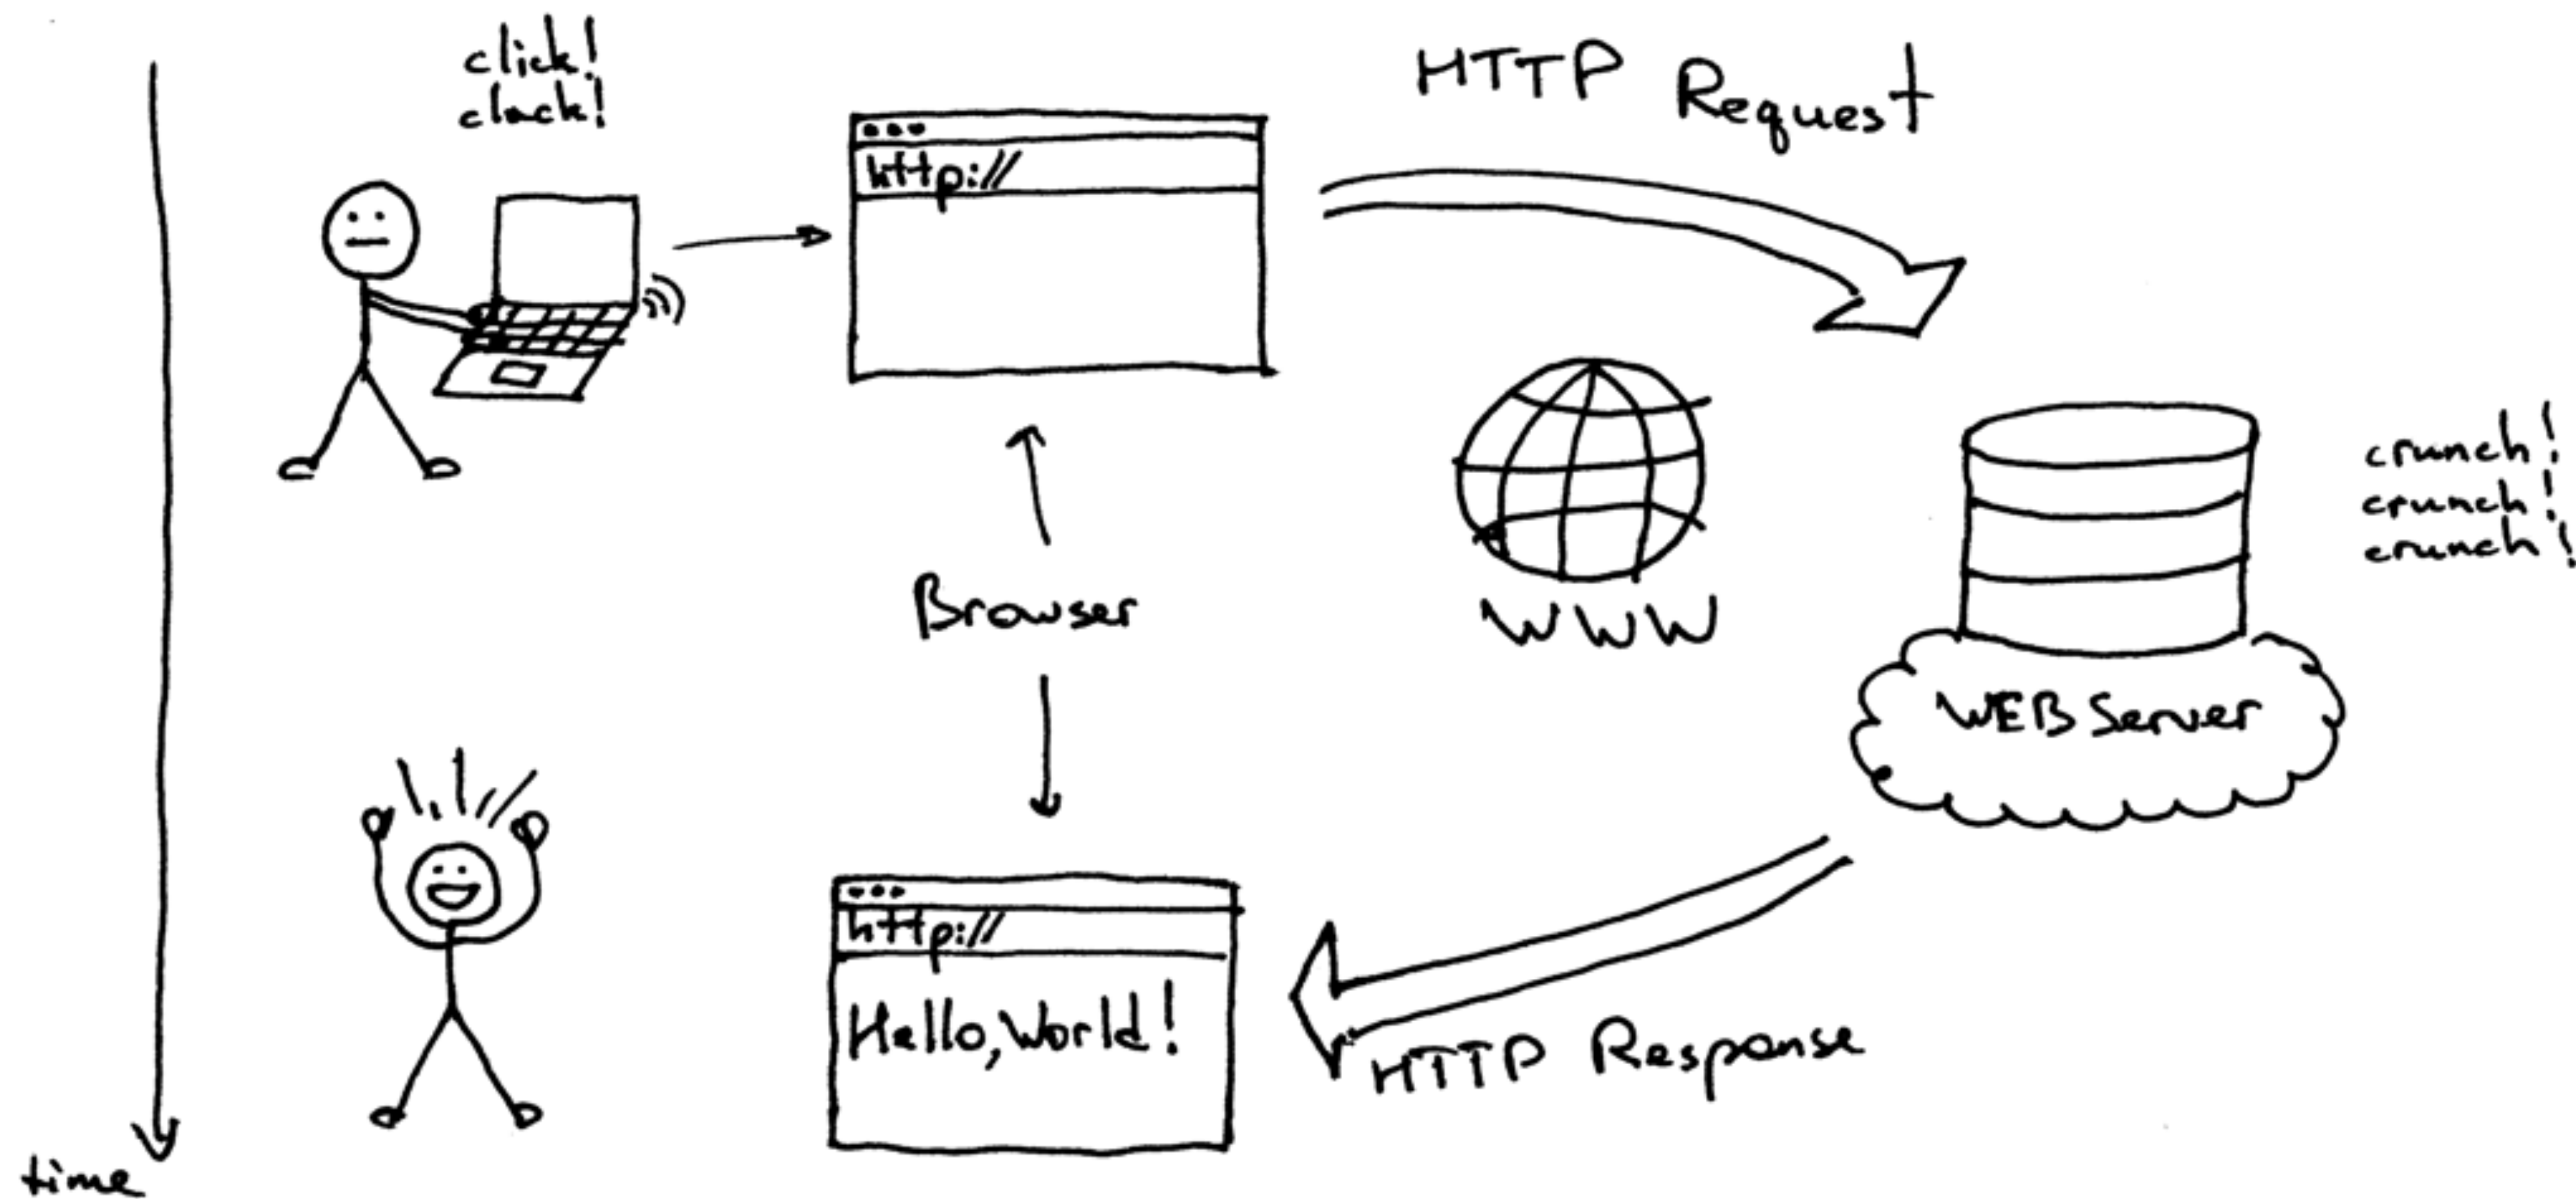 click!
clack!
HTTP Request
http://
crunch!
crunch!
crunch!
Browser
WWW
WEB Server
http://
Hello, World!
HTTP Response
time